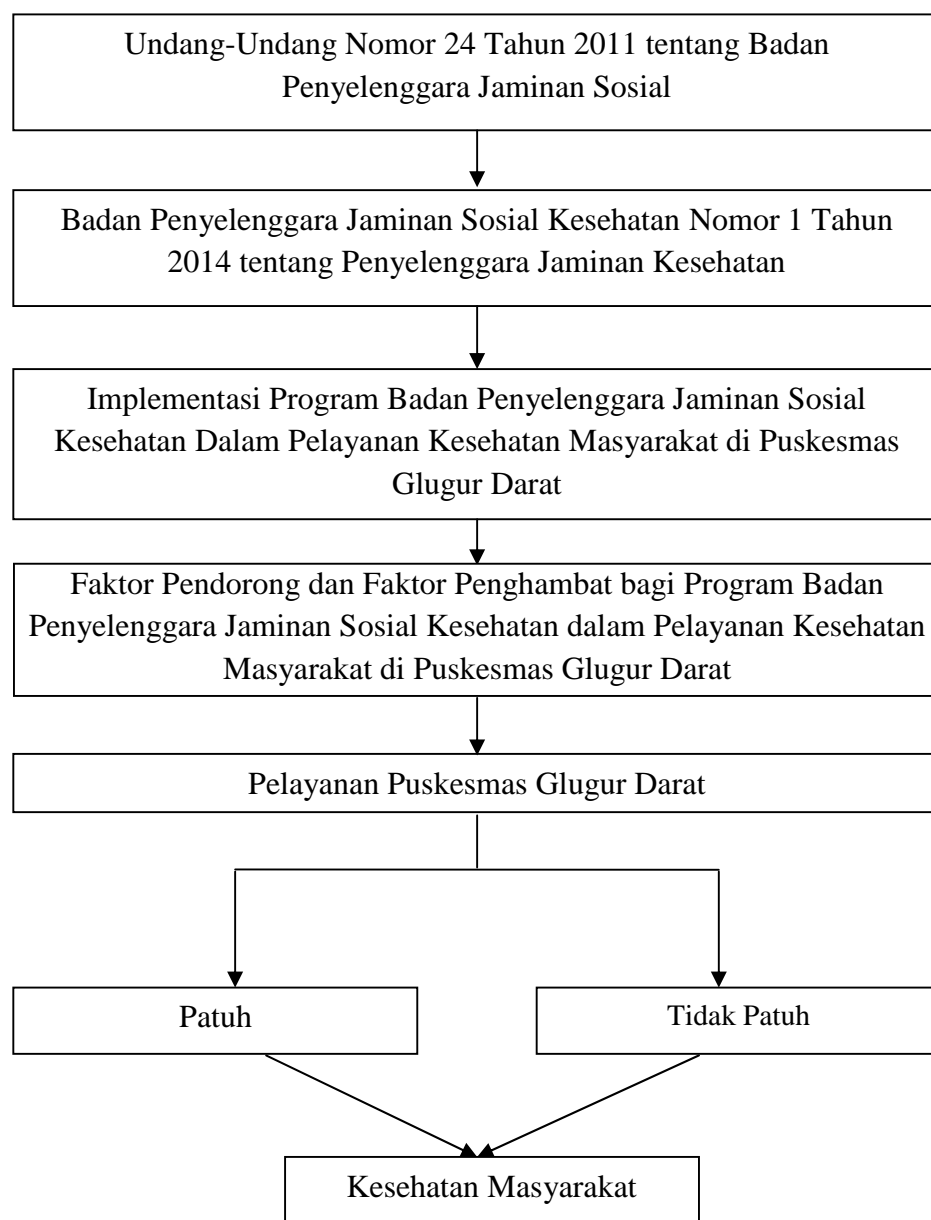 Undang-Undang Nomor 24 Tahun 2011 tentang Badan
Penyelenggara Jaminan Sosial
Badan Penyelenggara Jaminan Sosial Kesehatan Nomor 1 Tahun
2014 tentang Penyelenggara Jaminan Kesehatan
Implementasi Program Badan Penyelenggara Jaminan Sosial
Kesehatan Dalam Pelayanan Kesehatan Masyarakat di Puskesmas
Glugur Darat
Faktor Pendorong dan Faktor Penghambat bagi Program Badan
Penyelenggara Jaminan Sosial Kesehatan dalam Pelayanan Kesehatan
Masyarakat di Puskesmas Glugur Darat
Pelayanan Puskesmas Glugur Darat
Patuh
Tidak Patuh
Kesehatan Masyarakat